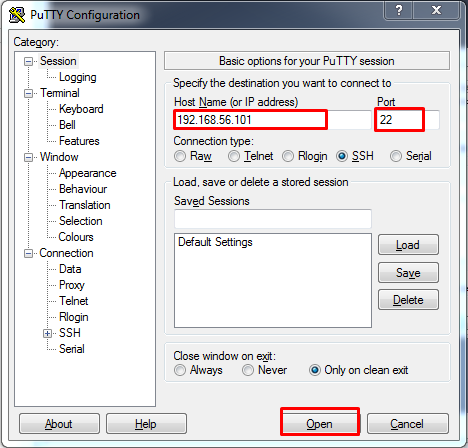 PuTTY Configuration
?
Category:
Session
Logging
Terminal
Keyboard
Bell
Features
Window
Appearance
Behaviour
Translation
Selection
Colours
Connection
Data
Proxy
Telnet
Rlogin
SSH
Serial
Basic options for your PuTTY session
Specify the destination you want to connect to
Host Name (or IP address) Port
192.168.56.101 22
Connection type:
Raw Telnet Rlogin SSH Serial
Load, save or delete a stored session
Saved Sessions
Default Settings
Load
Save
Delete
Close window on exit:
Always Never Only on clean exit
About Help Open Cancel